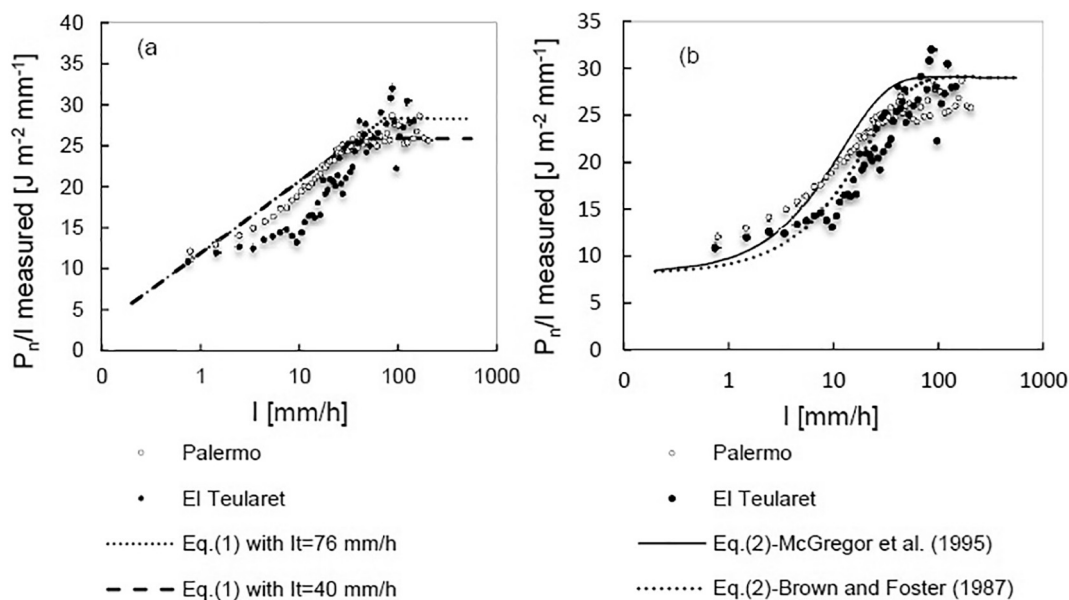 (a
40
35
30
25
20
15
10
5
0
Pn/I measured [J m-2 mm-1]
0 1 10 100 1000
I [mm/h]
Palermo
El Teularet
Eq.(1) with It=76 mm/h
Eq.(1) with It=40 mm/h
(b)
35
30
25
20
15
10
5
0
Pn/I measured [J m-2 mm-1]
0 1 10 100 1000
I [mm/h]
Palermo
El Teularet
Eq.(2)-McGregor et al. (1995)
Eq.(2)-Brown and Foster (1987)